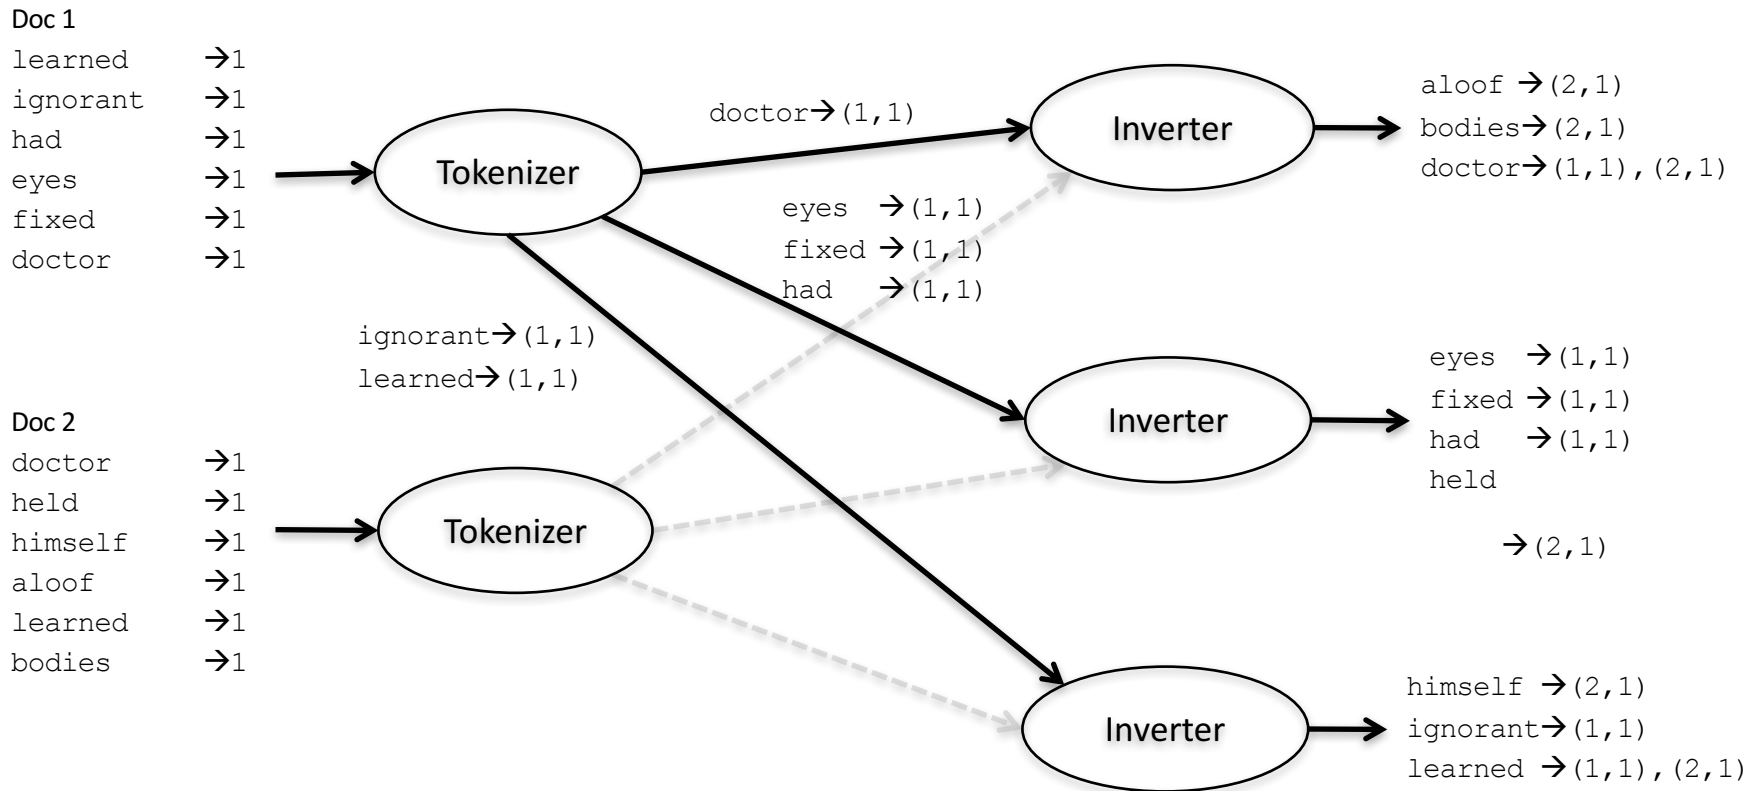 Doc 1
learned →1
ignorant →1
had →1
eyes →1
fixed →1
doctor →1
Tokenizer
doctor→(1,1)
eyes →(1,1)
fixed →(1,1)
had →(1,1)
ignorant→(1,1)
learned→(1,1)
Inverter
aloof →(2,1)
bodies→(2,1)
doctor→(1,1),(2,1)
Doc 2
doctor →1
held →1
himself →1
aloof →1
learned →1
bodies →1
Tokenizer
Inverter
eyes →(1,1)
fixed →(1,1)
had →(1,1)
held
→(2,1)
Inverter
himself →(2,1)
ignorant→(1,1)
learned →(1,1),(2,1)